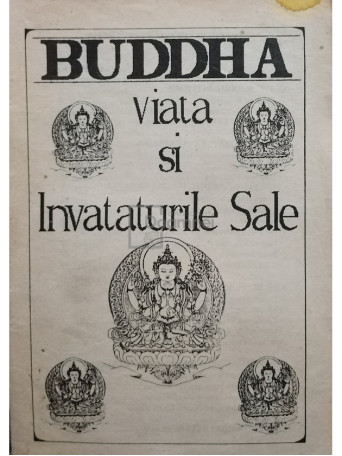 BUDDHA
Viata
si
Invataturile Sale